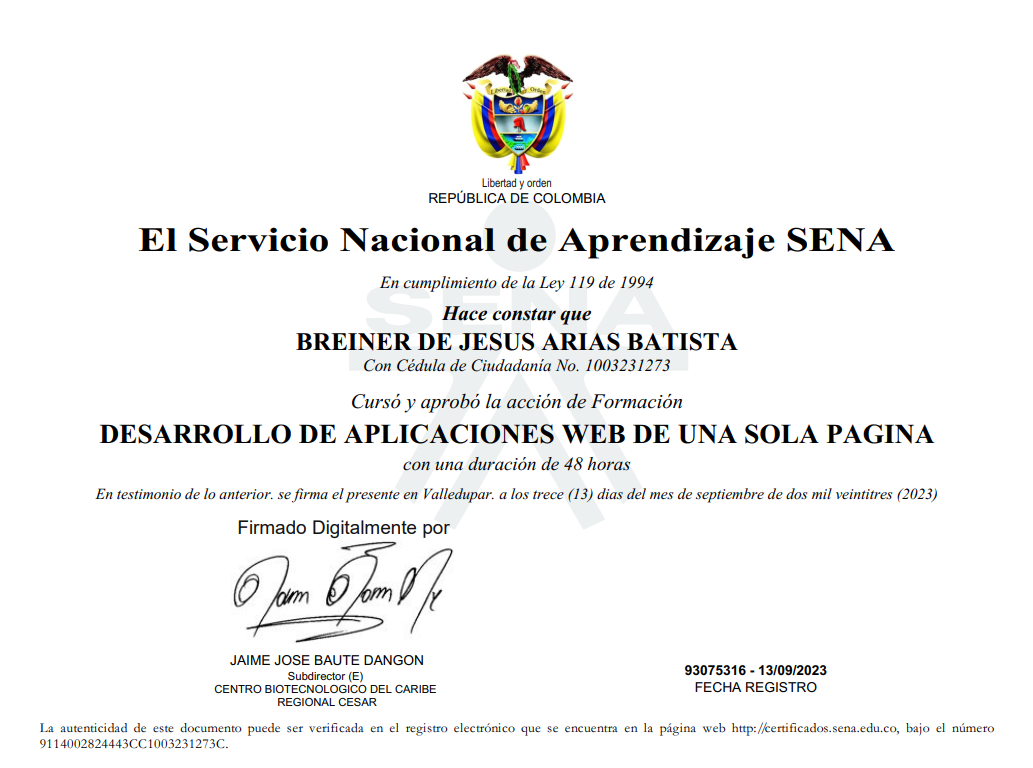 Libertad y Orden
Libertad y orden
REPÚBLICA DE COLOMBIA
El Servicio Nacional de Aprendizaje SENA
En cumplimiento de la Ley 119 de 1994
SENA
Hace constar que
BREINER DE JESUS ARIAS BATISTA
Con Cédula de Ciudadanía No. 1003231273
Cursó y aprobó la acción de Formación
DESARROLLO DE APLICACIONES WEB DE UNA SOLA PAGINA
con una duración de 48 horas
En testimonio de lo anterior. se firma el presente en Valledupar. a los trece (13) dias del mes de septiembre de dos mil veintitres (2023)
Firmado Digitalmente por
JAIME JOSE BAUTE DANGON
Subdirector (E)
CENTRO BIOTECNOLOGICO DEL CARIBE
REGIONAL CESAR
93075316 - 13/09/2023
FECHA REGISTRO
La autenticidad de este documento puede ser verificada en el registro electrónico que se encuentra en la página web http://certificados.sena.edu.co, bajo el número
9114002824443CC1003231273C.